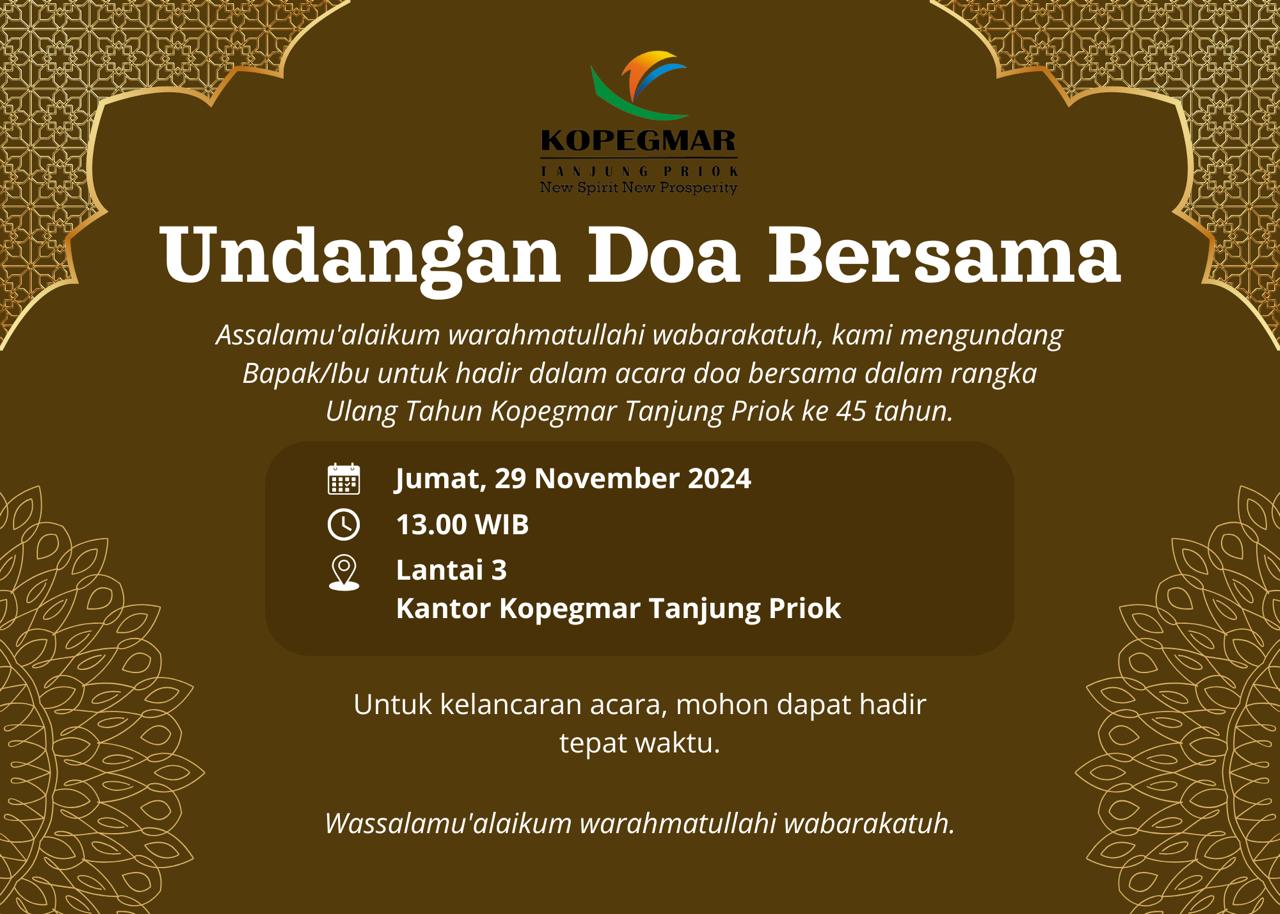 KOPEGMAR
TANJUNG PRIOK
New Spirit New Prosperity
Undangan Doa Bersama
Assalamu'alaikum warahmatullahi wabarakatuh, kami mengundang
Bapak/Ibu untuk hadir dalam acara doa bersama dalam rangka
Ulang Tahun Kopegmar Tanjung Priok ke 45 tahun.
Jumat, 29 November 2024
13.00 WIB
Lantai 3
Kantor Kopegmar Tanjung Priok
Untuk kelancaran acara, mohon dapat hadir
tepat waktu.
Wassalamu'alaikum warahmatullahi wabarakatuh.